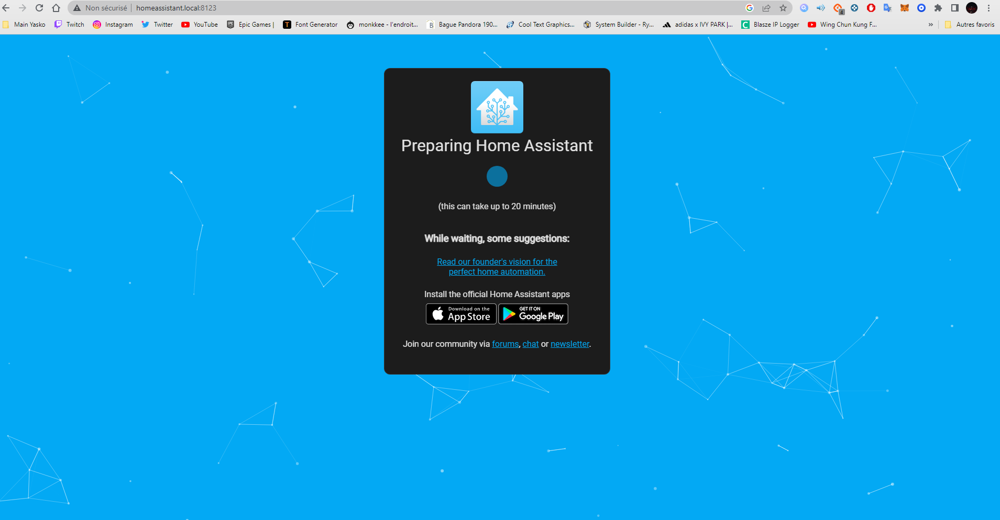 Non sécurisé homeassistant.local:8123
4
Main Yasko Twitch Instagram Twitter YouTube EPIC Epic Games | T Font Generator monkkee - l'endroit... B Bague Pandora 190... Cool Text Graphics... System Builder - Ry... adidas x IVY PARK |... C Blasze IP Logger Wing Chun Kung F... » Autres favoris
Preparing Home Assistant
(this can take up to 20 minutes)
While waiting, some suggestions:
Read our founder's vision for the
perfect home automation.
Install the official Home Assistant apps
Download on the App Store GET IT ON Google Play
Join our community via forums, chat or newsletter.